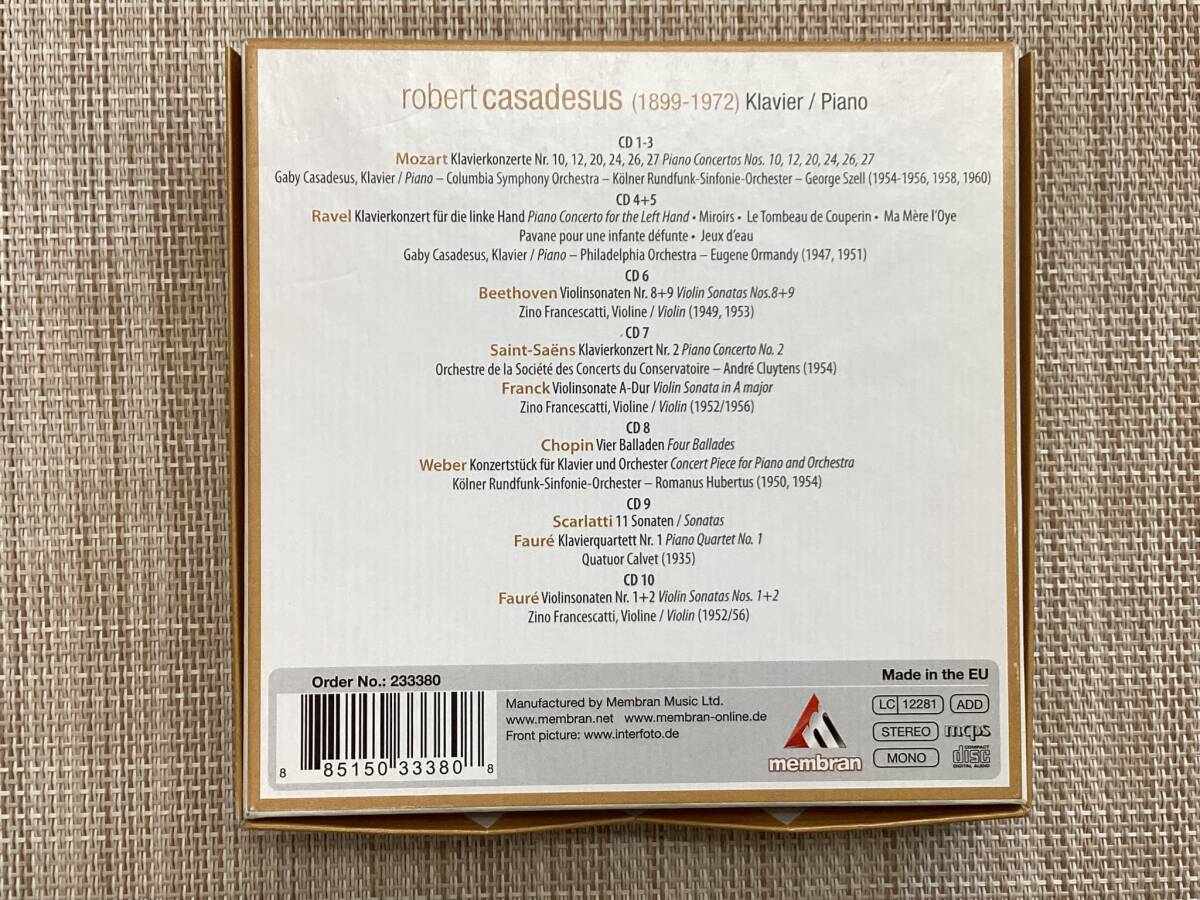 robert casadesus (1899-1972) Klavier / Piano
CD 1-3
Mozart Klavierkonzerte Nr. 10, 12, 20, 24, 26, 27 Piano Concertos Nos. 10, 12, 20, 24, 26, 27
Gaby Casadesus, Klavier / Piano – Columbia Symphony Orchestra – Kölner Rundfunk-Sinfonie-Orchester – George Szell (1954-1956, 1958, 1960)
CD 4+5
Ravel Klavierkonzert für die linke Hand Piano Concerto for the Left Hand • Miroirs • Le Tombeau de Couperin • Ma Mère l'Oye
Pavane pour une infante défunte • Jeux d'eau
Gaby Casadesus, Klavier / Piano – Philadelphia Orchestra – Eugene Ormandy (1947, 1951)
CD 6
Beethoven Violinsonaten Nr. 8+9 Violin Sonatas Nos.8+9
Zino Francescatti, Violine / Violin (1949, 1953)
CD 7
Saint-Saëns Klavierkonzert Nr. 2 Piano Concerto No. 2
Orchestre de la Société des Concerts du Conservatoire – André Cluytens (1954)
Franck Violinsonate A-Dur Violin Sonata in A major
Zino Francescatti, Violine / Violin (1952/1956)
CD 8
Chopin Vier Balladen Four Ballades
Weber Konzertstück für Klavier und Orchester Concert Piece for Piano and Orchestra
Kölner Rundfunk-Sinfonie-Orchester – Romanus Hubertus (1950, 1954)
CD 9
Scarlatti 11 Sonaten / Sonatas
Fauré Klavierquartett Nr. 1 Piano Quartet No. 1
Quatuor Calvet (1935)
CD 10
Fauré Violinsonaten Nr. 1+2 Violin Sonatas Nos. 1+2
Zino Francescatti, Violine / Violin (1952/56)
Order No.: 233380
8 85150 33380 8
Manufactured by Membran Music Ltd.
www.membran.net www.membran-online.de
Front picture: www.interfoto.de
membran
Made in the EU
LC 12281 ADD
STEREO mcps
MONO COMPACT disc DIGITAL AUDIO